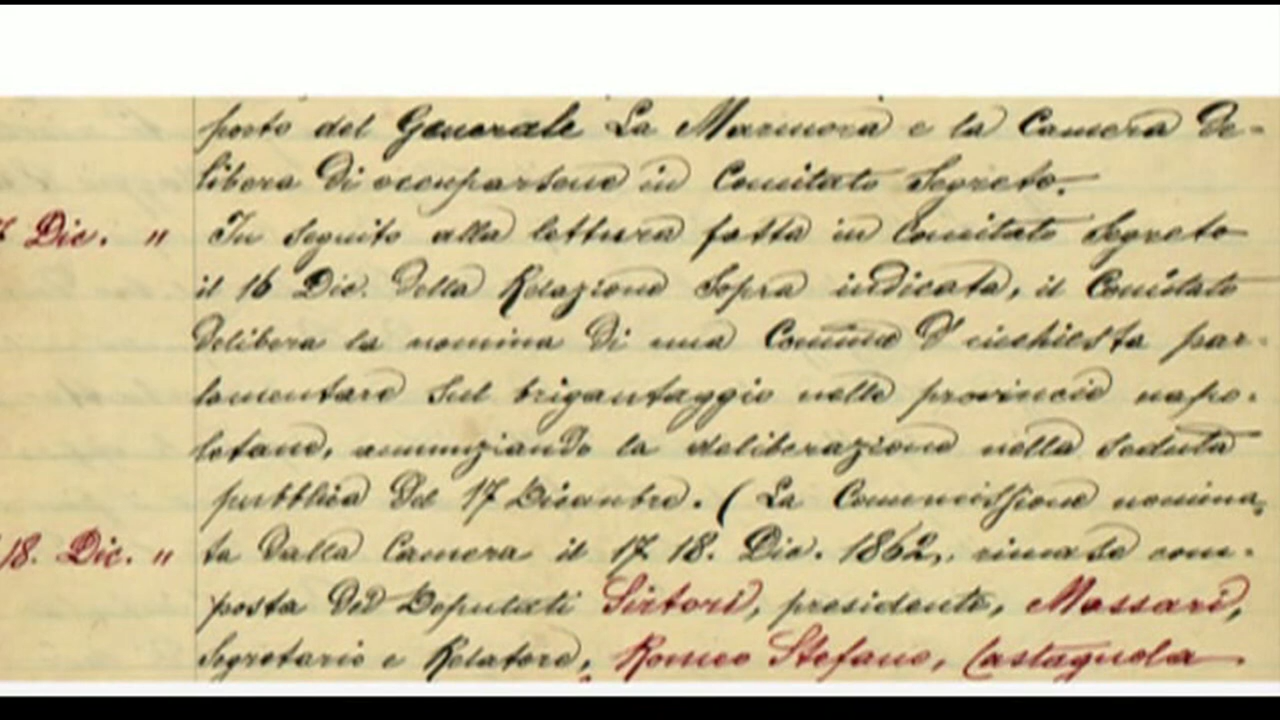 porto del Generale La Marmora e la Camera de-
libera di occuparsene in Comitato Segreto.
7 Dic. " In seguito alla lettura fatta in Comitato Segreto
il 16 Dic. della Relazione sopra indicata, il Comitato
delibera la nomina di una Comme d'inchiesta par-
lamentare sul brigantaggio nelle provincie napo-
letane, annunziando la deliberazione nella seduta
pubblica del 17 Dicembre. (La Commissione nomina-
18. Dic. " ta dalla Camera il 17 18. Dic. 1862, rimase com-
posta dei Deputati Sirtori, presidente, Massari,
Segretario e Relatore, Romeo Stefano, Castagnola